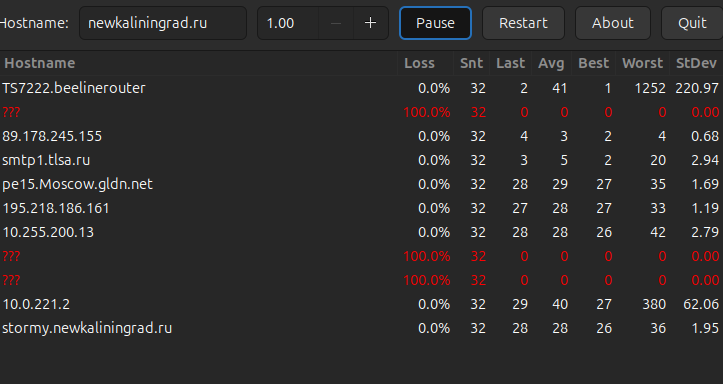 Hostname: newkaliningrad.ru 1.00 − + Pause Restart About Quit
Hostname Loss Snt Last Avg Best Worst StDev
TS7222.beelinerouter 0.0% 32 2 41 1 1252 220.97
??? 100.0% 32 0 0 0 0 0.00
89.178.245.155 0.0% 32 4 3 2 4 0.68
smtp1.tlsa.ru 0.0% 32 3 5 2 20 2.94
pe15.Moscow.gldn.net 0.0% 32 28 29 27 35 1.69
195.218.186.161 0.0% 32 27 28 27 33 1.19
10.255.200.13 0.0% 32 28 28 26 42 2.79
??? 100.0% 32 0 0 0 0 0.00
??? 100.0% 32 0 0 0 0 0.00
10.0.221.2 0.0% 32 29 40 27 380 62.06
stormy.newkaliningrad.ru 0.0% 32 28 28 26 36 1.95